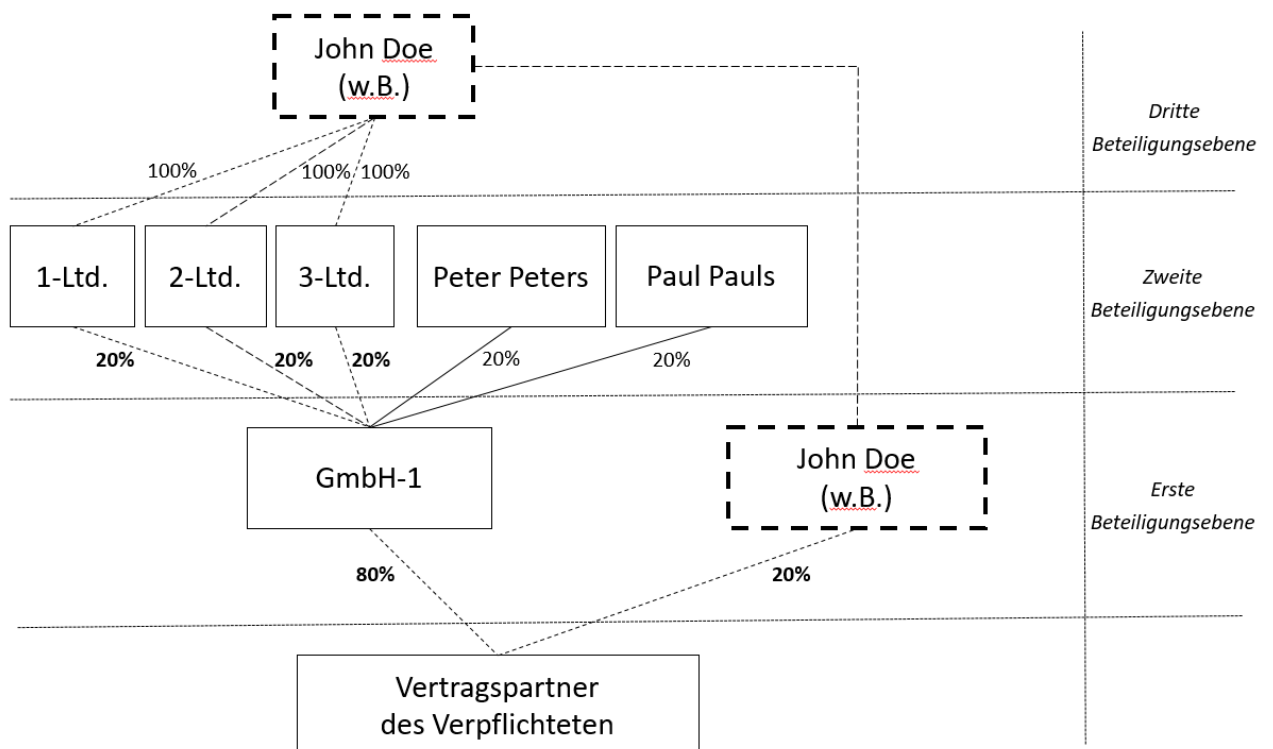 John Doe
(w.B.)
Dritte
Beteiligungsebene
100%
100%
100%
1-Ltd.
2-Ltd.
3-Ltd.
Peter Peters
Paul Pauls
Zweite
Beteiligungsebene
20%
20%
20%
20%
20%
GmbH-1
John Doe
(w.B.)
Erste
Beteiligungsebene
80%
20%
Vertragspartner
des Verpflichteten